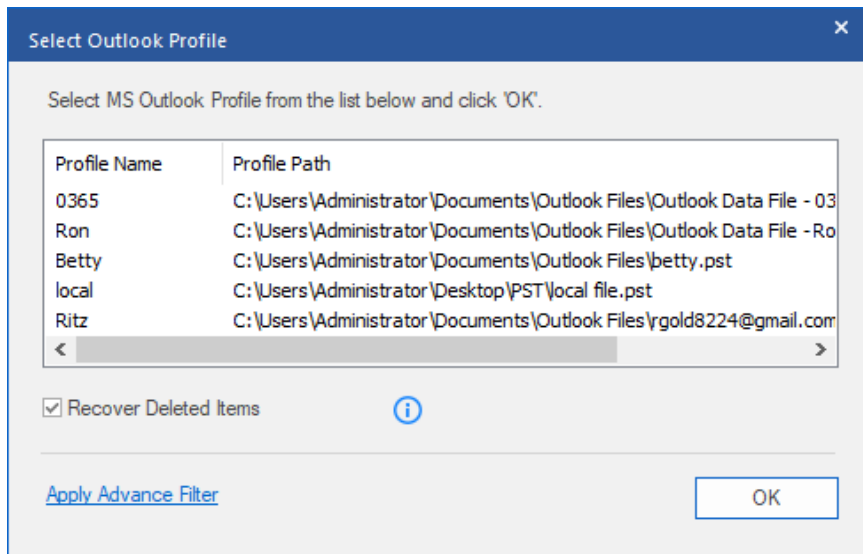 Select Outlook Profile
Select MS Outlook Profile from the list below and click 'OK'.
Profile Name Profile Path
0365 C:\Users\Administrator\Documents\Outlook Files\Outlook Data File - 03
Ron C:\Users\Administrator\Documents\Outlook Files\Outlook Data File -Ro
Betty C:\Users\Administrator\Documents\Outlook Files\betty.pst
local C:\Users\Administrator\Desktop\PST\local file.pst
Ritz C:\Users\Administrator\Documents\Outlook Files\rgold8224@gmail.com
Recover Deleted Items
Apply Advance Filter OK